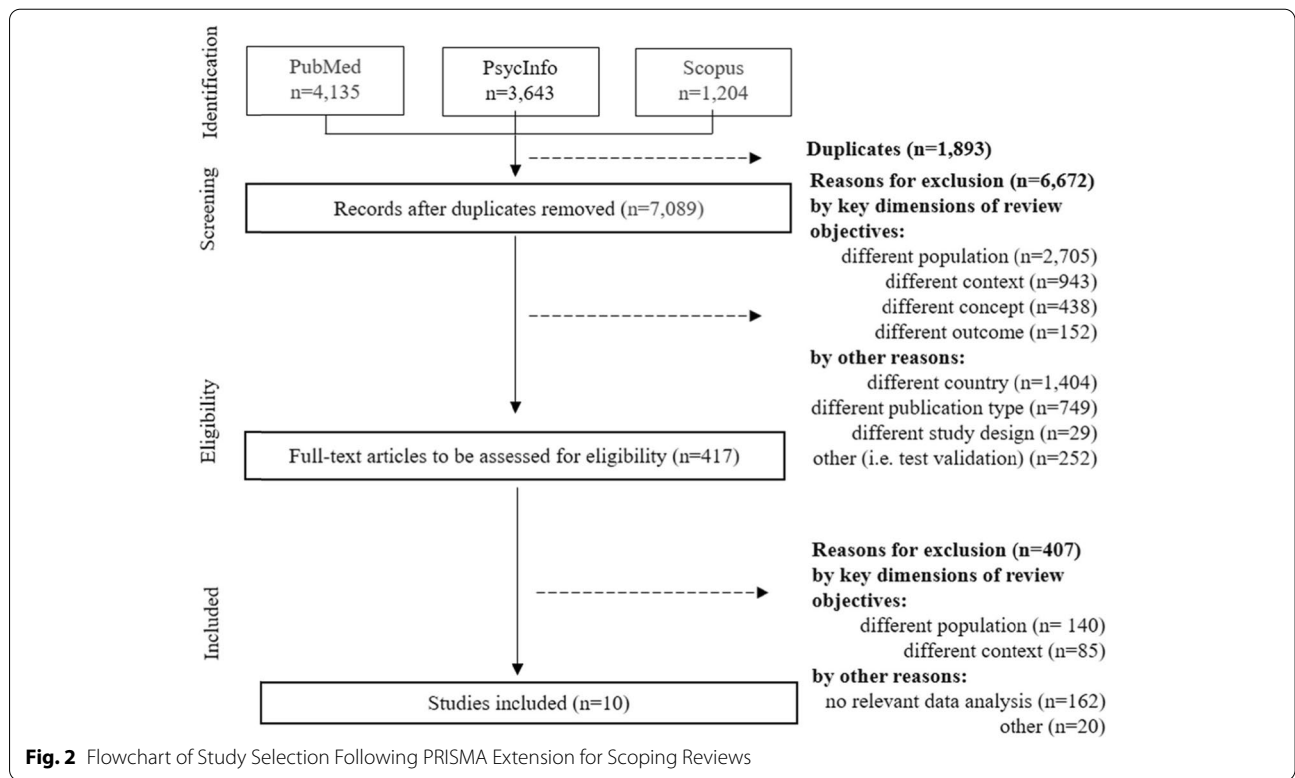 Identification
PubMed
n=4,135
PsycInfo
n=3,643
Scopus
n=1,204
Duplicates (n=1,893)
Screening
Records after duplicates removed (n=7,089)
Reasons for exclusion (n=6,672)
by key dimensions of review
objectives:
different population (n=2,705)
different context (n=943)
different concept (n=438)
different outcome (n=152)
by other reasons:
different country (n=1,404)
different publication type (n=749)
different study design (n=29)
other (i.e. test validation) (n=252)
Eligibility
Full-text articles to be assessed for eligibility (n=417)
Reasons for exclusion (n=407)
by key dimensions of review
objectives:
different population (n= 140)
different context (n=85)
by other reasons:
no relevant data analysis (n=162)
other (n=20)
Included
Studies included (n=10)
Fig. 2 Flowchart of Study Selection Following PRISMA Extension for Scoping Reviews